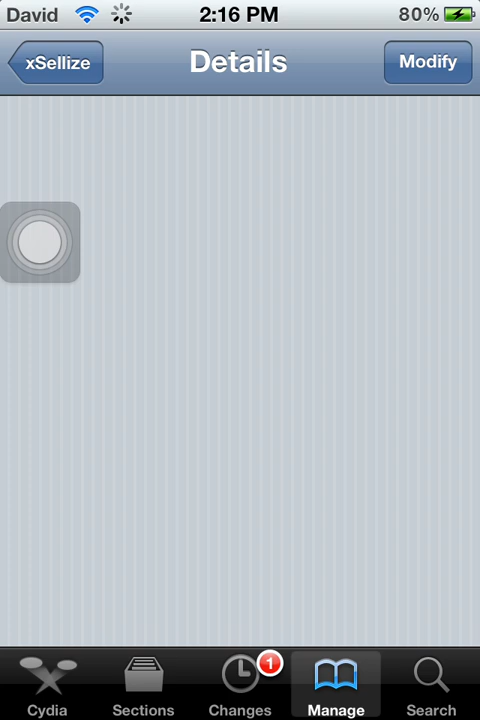 David 2:16 PM 80%
xSellize Details Modify
1
Cydia Sections Changes Manage Search